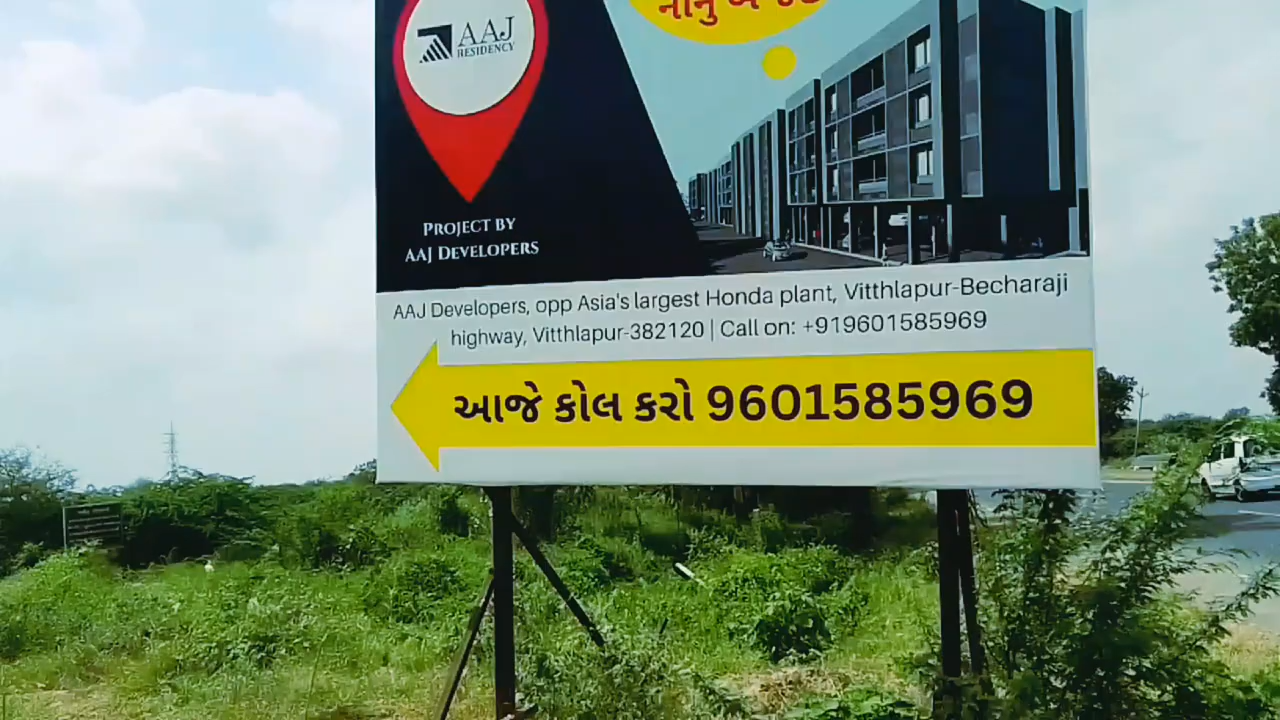 AAJ
RESIDENCY
PROJECT BY
AAJ DEVELOPERS
AAJ Developers, opp Asia's largest Honda plant, Vitthlapur-Becharaji
highway, Vitthlapur-382120 | Call on: +919601585969
આજે કોલ કરો 9601585969